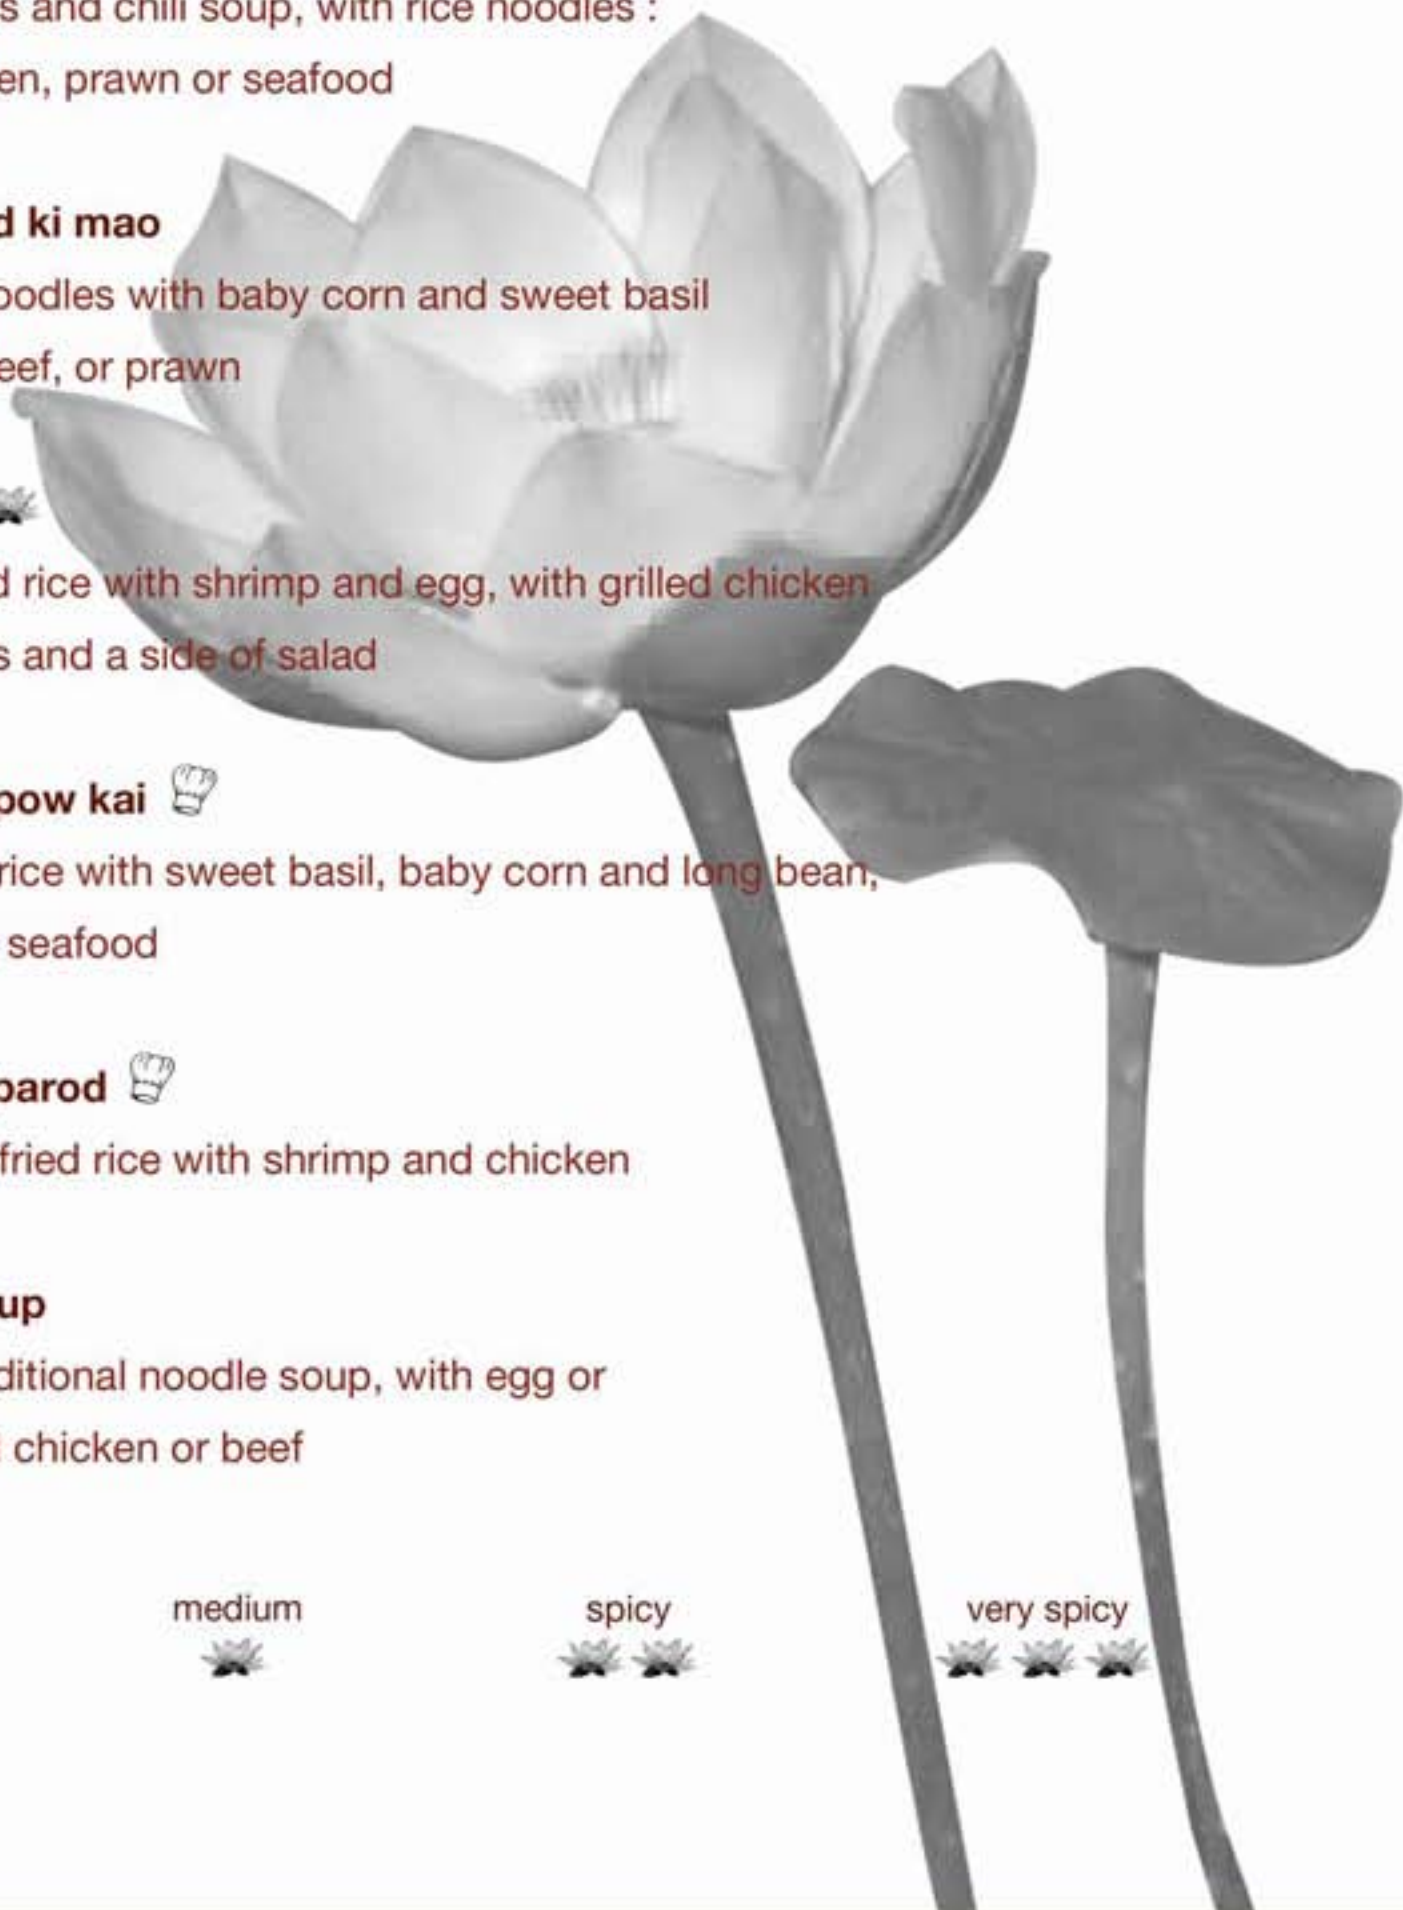 s and chili soup, with rice noodles :
en, prawn or seafood
d ki mao
oodles with baby corn and sweet basil
eef, or prawn
d rice with shrimp and egg, with grilled chicken
s and a side of salad
pow kai
rice with sweet basil, baby corn and long bean,
seafood
parod
fried rice with shrimp and chicken
up
ditional noodle soup, with egg or
chicken or beef
medium spicy very spicy